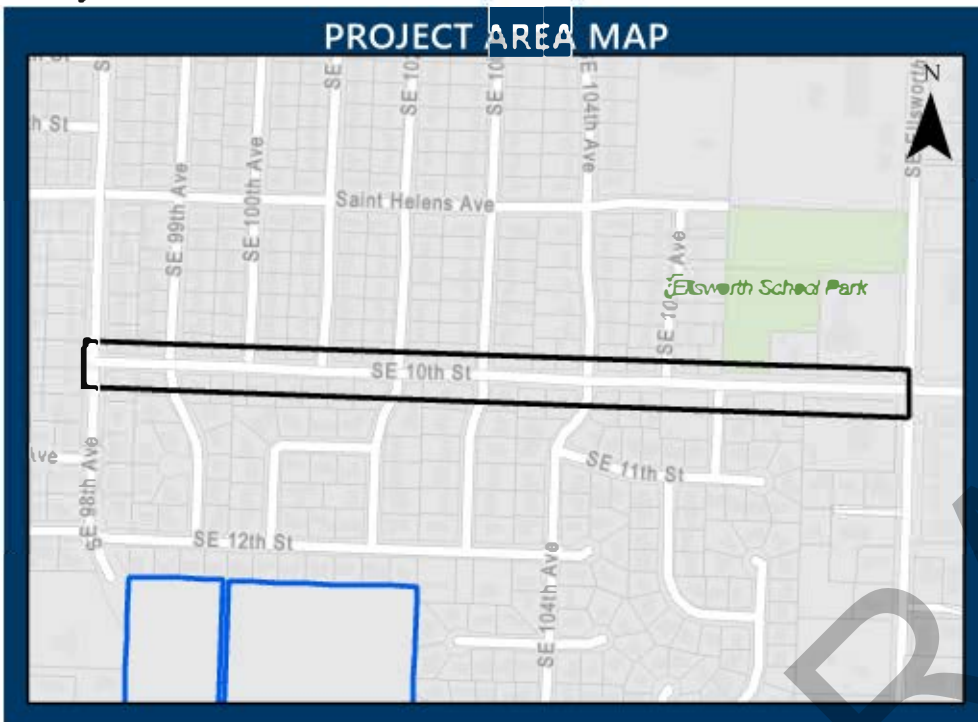 PROJECT AREA MAP
N
SE 99th Ave
SE 100th Ave
SE 104th Ave
SE Ellsworth
Saint Helens Ave
Ellsworth School Park
SE 10th St
SE 98th Ave
SE 11th St
SE 12th St
SE 104th Ave